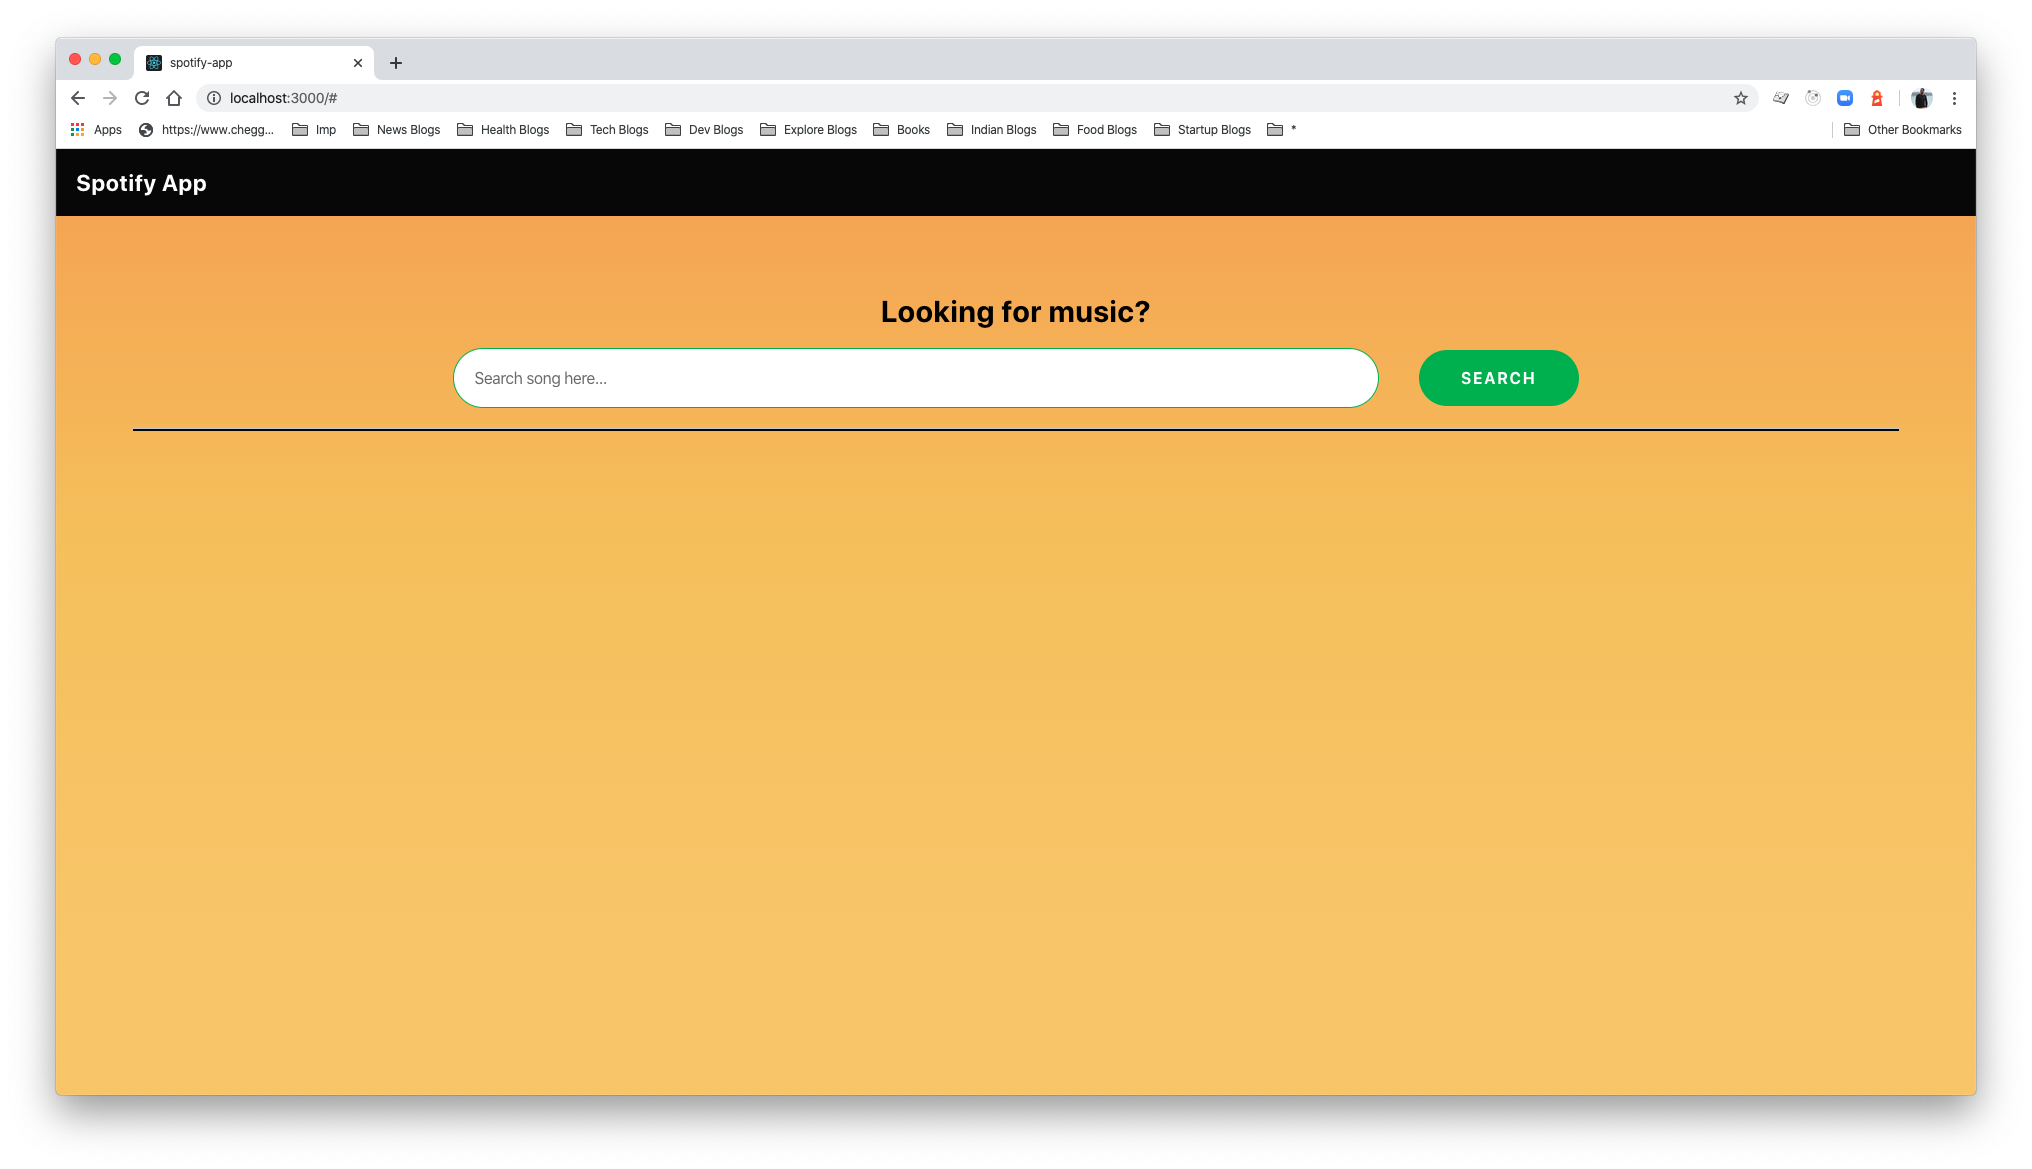 spotify-app
localhost:3000/#
Apps https://www.chegg... Imp News Blogs Health Blogs Tech Blogs Dev Blogs Explore Blogs Books Indian Blogs Food Blogs Startup Blogs * Other Bookmarks
Spotify App
Looking for music?
Search song here...
SEARCH